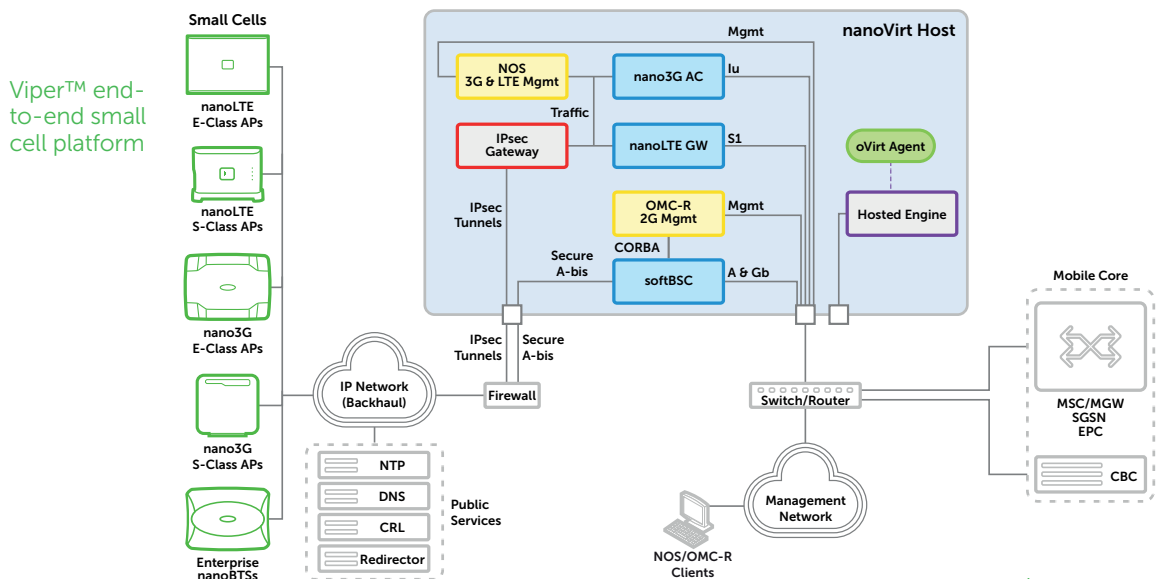 Viper™ end-
to-end small
cell platform
Small Cells
nanoLTE
E-Class APs
nanoLTE
S-Class APs
nano3G
E-Class APs
nano3G
S-Class APs
Enterprise
nanoBTSs
nanoVirt Host
Mgmt
NOS
3G & LTE Mgmt
nano3G AC
Iu
Traffic
IPsec
Gateway
nanoLTE GW
S1
oVirt Agent
IPsec
Tunnels
OMC-R
2G Mgmt
Mgmt
Hosted Engine
CORBA
Secure
A-bis
softBSC
A & Gb
IPsec
Tunnels
Secure
A-bis
IP Network
(Backhaul)
Firewall
NTP
DNS
CRL
Redirector
Public
Services
Switch/Router
Management
Network
NOS/OMC-R
Clients
Mobile Core
MSC/MGW
SGSN
EPC
CBC